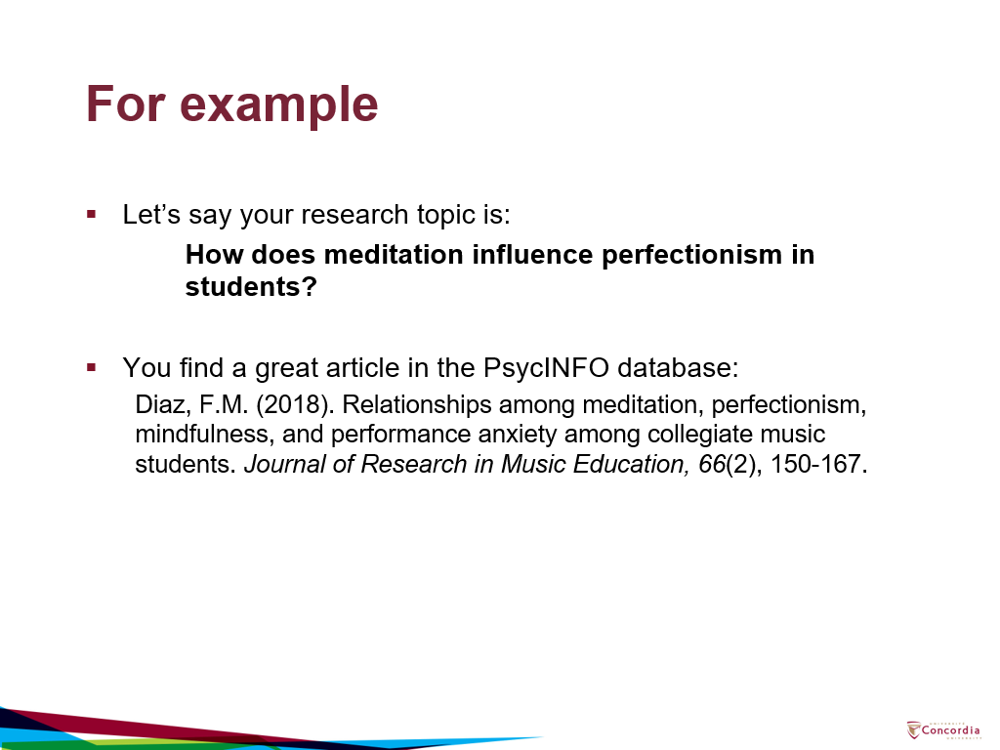 For example
▪ Let’s say your research topic is:
How does meditation influence perfectionism in
students?
▪ You find a great article in the PsycINFO database:
Diaz, F.M. (2018). Relationships among meditation, perfectionism,
mindfulness, and performance anxiety among collegiate music
students. Journal of Research in Music Education, 66(2), 150-167.
UNIVERSITÉ
Concordia
UNIVERSITY